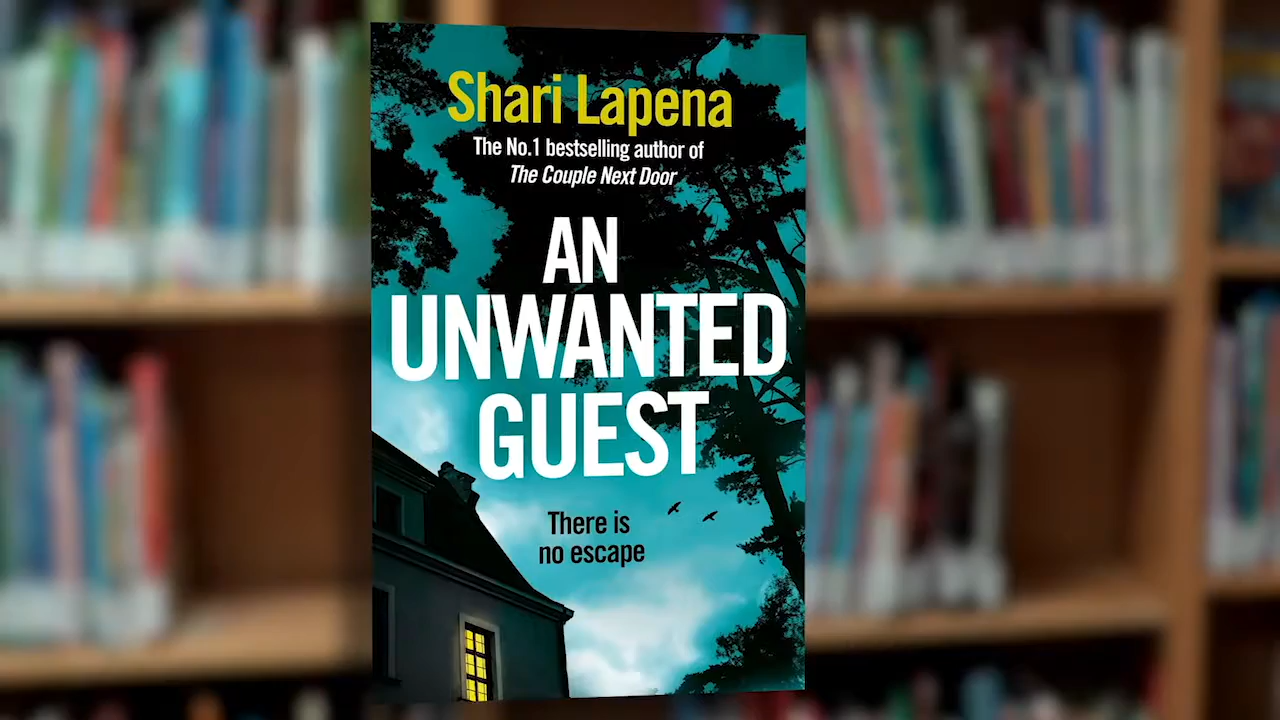 Shari Lapena
The No.1 bestselling author of
The Couple Next Door
AN
UNWANTED
GUEST
There is
no escape